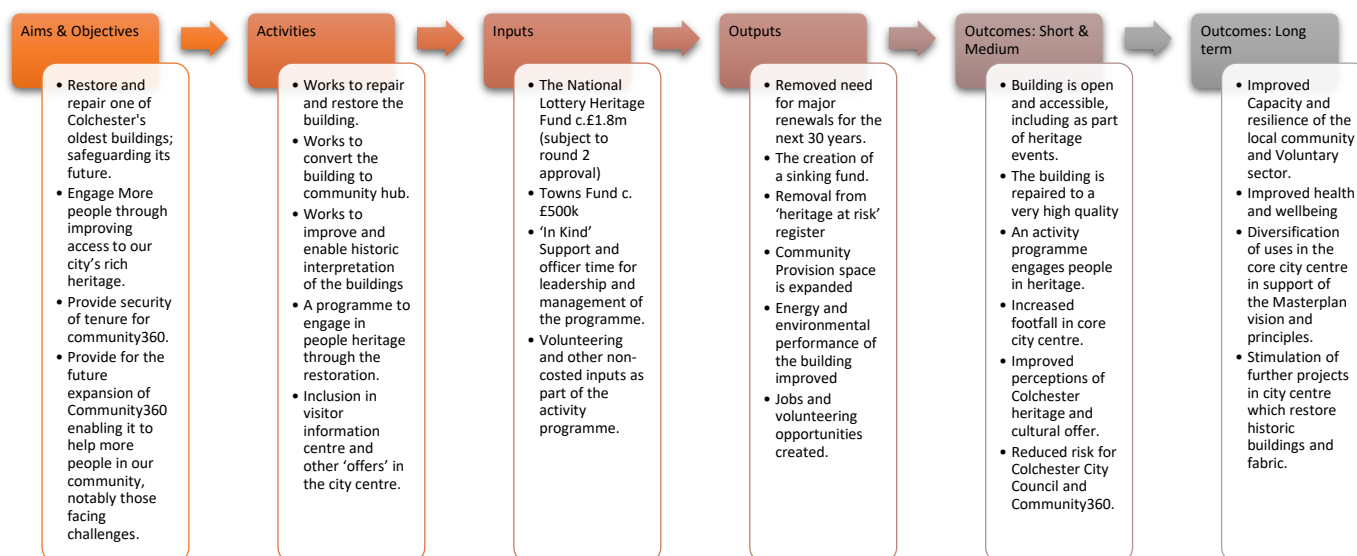 Aims & Objectives
• Restore and
repair one of
Colchester's
oldest buildings;
safeguarding its
future.
• Engage More
people through
improving
access to our
city's rich
heritage.
• Provide security
of tenure for
community360.
• Provide for the
future
expansion of
Community360
enabling it to
help more
people in our
community,
notably those
facing
challenges.
Activities
• Works to repair
and restore the
building.
• Works to
convert the
building to
community hub.
• Works to
improve and
enable historic
interpretation
of the buildings
• A programme to
engage in
people heritage
through the
restoration.
• Inclusion in
visitor
information
centre and
other ‘offers’ in
the city centre.
Inputs
• The National
Lottery Heritage
Fund c.£1.8m
(subject to
round 2
approval)
• Towns Fund c.
£500k
• ‘In Kind’
Support and
officer time for
leadership and
management of
the programme.
• Volunteering
and other non-
costed inputs as
part of the
activity
programme.
Outputs
• Removed need
for major
renewals for the
next 30 years.
• The creation of
a sinking fund.
• Removal from
‘heritage at risk’
register
• Community
Provision space
is expanded
• Energy and
environmental
performance of
the building
improved
• Jobs and
volunteering
opportunities
created.
Outcomes: Short &
Medium
• Building is open
and accessible,
including as part
of heritage
events.
• The building is
repaired to a
very high quality
• An activity
programme
engages people
in heritage.
• Increased
footfall in core
city centre.
• Improved
perceptions of
Colchester
heritage and
cultural offer.
• Reduced risk for
Colchester City
Council and
Community360.
Outcomes: Long
term
• Improved
Capacity and
resilience of the
local community
and Voluntary
sector.
• Improved health
and wellbeing
• Diversification of
uses in the
core city centre
in support of
the Masterplan
vision and
principles.
• Stimulation of
further projects
in city centre
which restore
historic
buildings and
fabric.